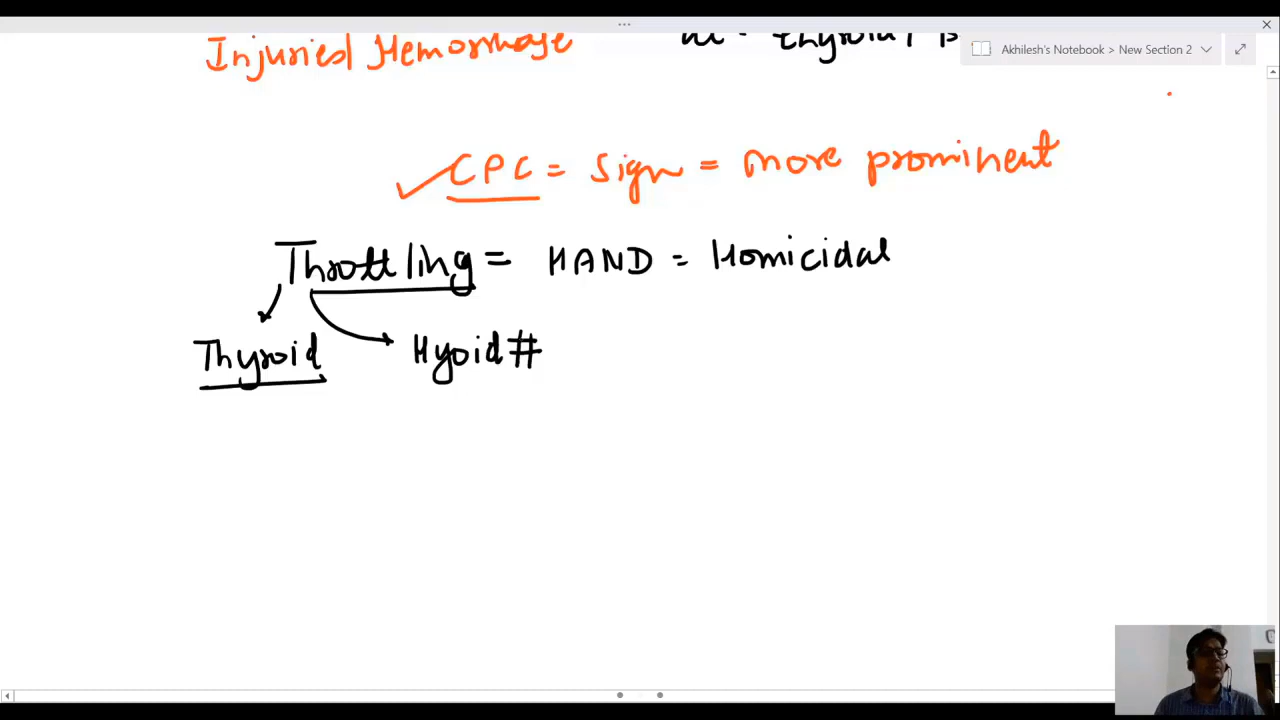 Injuried Hemorrhage
Akhilesh's Notebook > New Section 2
CPC = Sign = more prominent
Throttling = HAND = Homicidal
Thyroid
Hyoid #